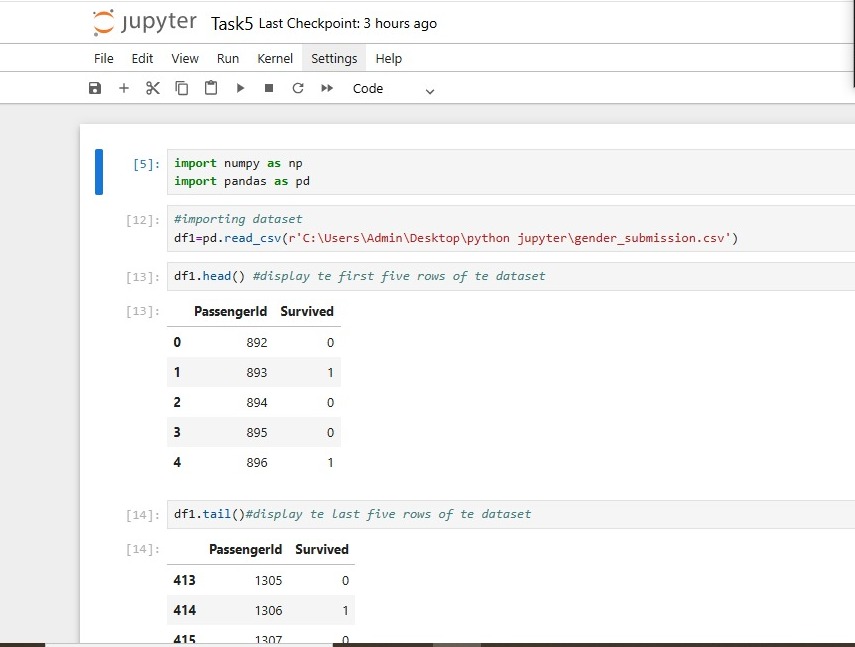 jupyter Task5 Last Checkpoint: 3 hours ago
File Edit View Run Kernel Settings Help
Code
[5]: import numpy as np
import pandas as pd
[12]: #importing dataset
df1=pd.read_csv(r'C:\Users\Admin\Desktop\python jupyter\gender_submission.csv')
[13]: df1.head() #display te first five rows of te dataset
[13]: PassengerId Survived
0 892 0
1 893 1
2 894 0
3 895 0
4 896 1
[14]: df1.tail()#display te last five rows of te dataset
[14]: PassengerId Survived
413 1305 0
414 1306 1
415 1307 0